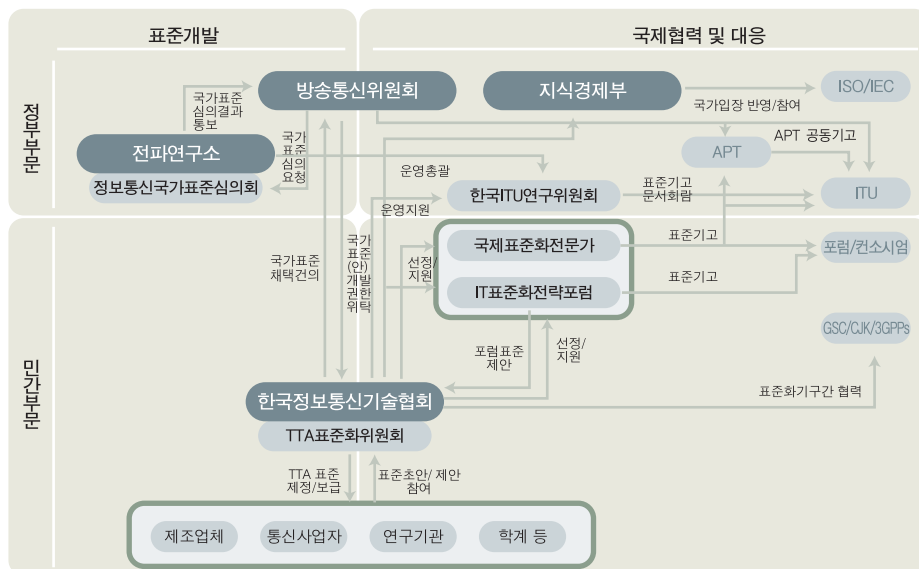 표준개발
국제협력 및 대응
정부부문
방송통신위원회
지식경제부
ISO/IEC
국가표준
심의결과
통보
국가입장 반영/참여
전파연구소
정보통신국가표준심의회
국가
표준
심의
요청
APT 공동기고
APT
운영총괄
한국ITU연구위원회
표준기고
문서회람
ITU
운영지원
민간부문
국가표준
채택건의
국가
표준
(안)
개발
권한
위탁
선정/
지원
국제표준화전문가
표준기고
포럼/컨소시엄
IT표준화전략포럼
표준기고
GSC/CJK/3GPPs
포럼표준
제안
선정/
지원
한국정보통신기술협회
표준화기구간 협력
TTA표준화위원회
TTA 표준
제정/보급
표준초안/ 제안
참여
제조업체
통신사업자
연구기관
학계 등